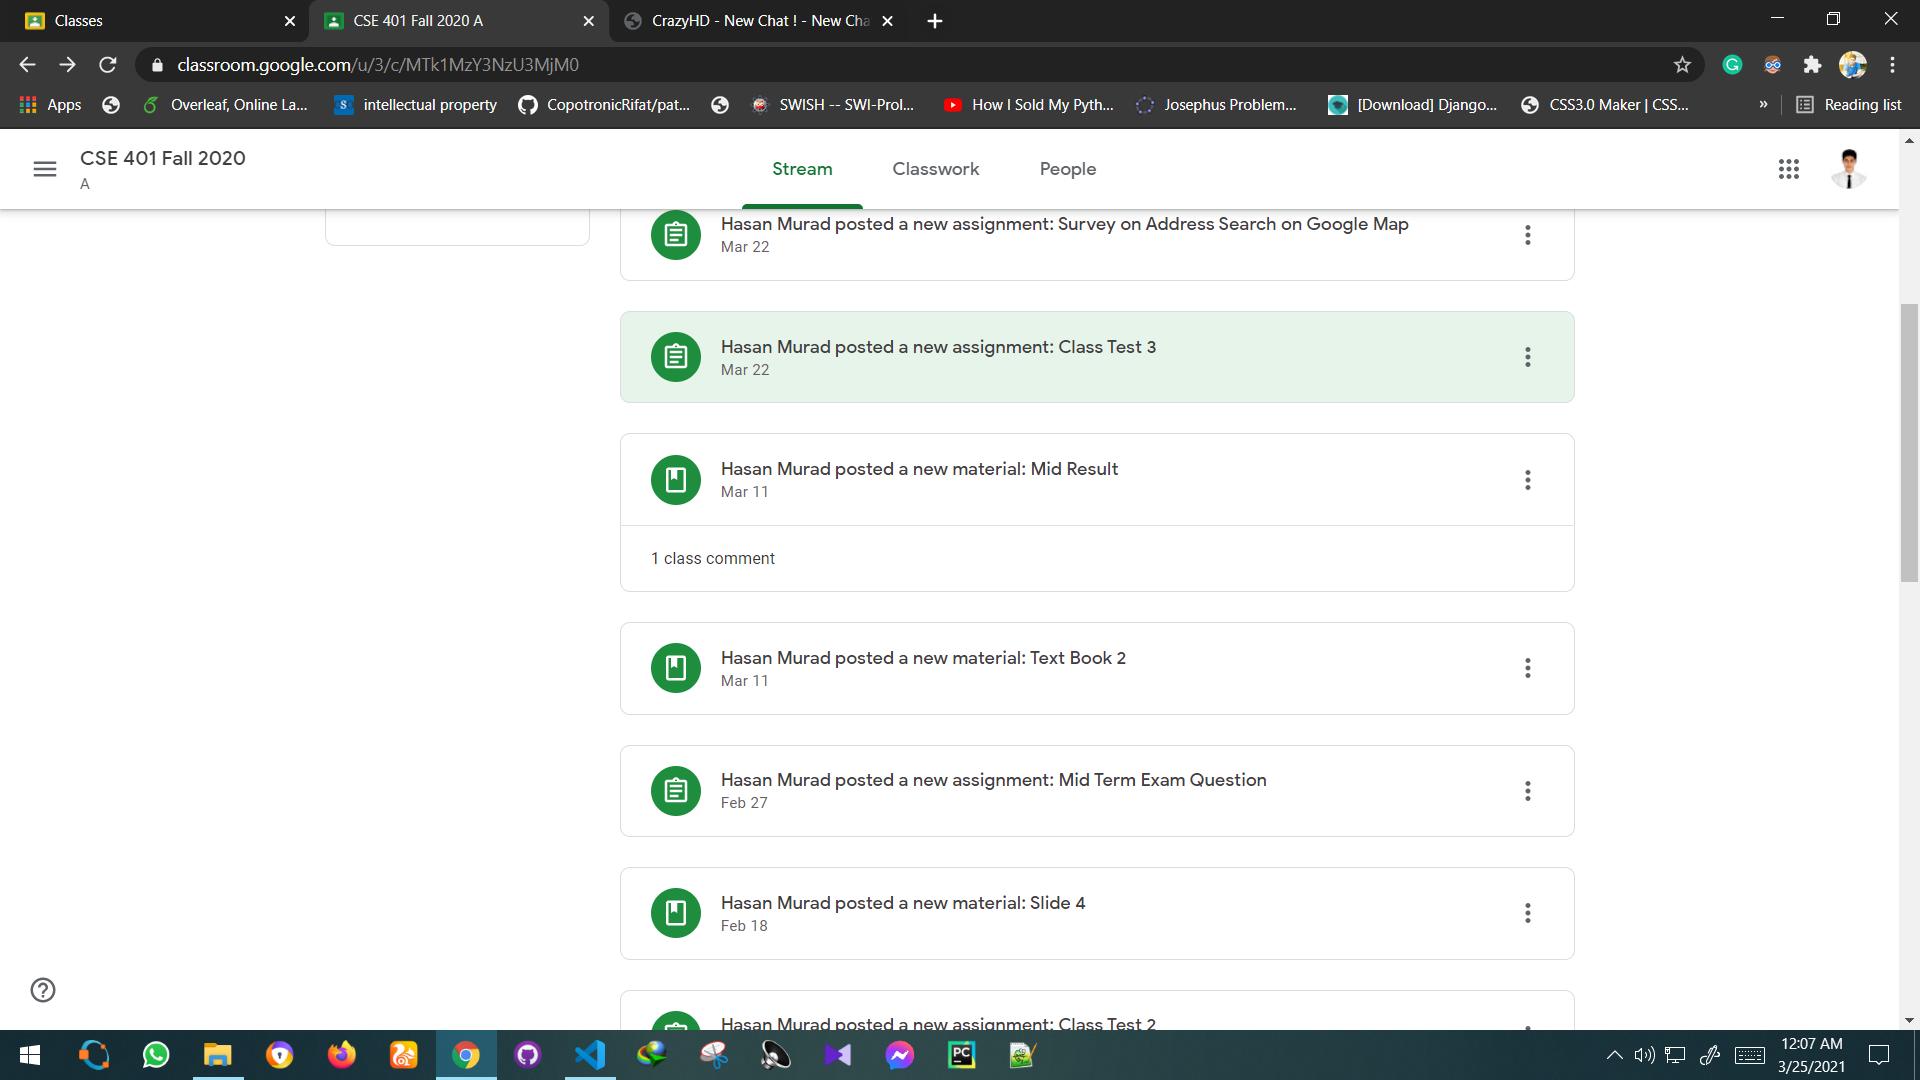 Classes
CSE 401 Fall 2020 A
CrazyHD - New Chat ! - New Cha
classroom.google.com/u/3/c/MTk1MzY3NzU3MjM0
Apps
Overleaf, Online La...
intellectual property
CopotronicRifat/pat...
SWISH -- SWI-Prol...
How I Sold My Pyth...
Josephus Problem...
[Download] Django...
CSS3.0 Maker | CSS...
»
Reading list
CSE 401 Fall 2020
A
Stream
Classwork
People
Hasan Murad posted a new assignment: Survey on Address Search on Google Map
Mar 22
Hasan Murad posted a new assignment: Class Test 3
Mar 22
Hasan Murad posted a new material: Mid Result
Mar 11
1 class comment
Hasan Murad posted a new material: Text Book 2
Mar 11
Hasan Murad posted a new assignment: Mid Term Exam Question
Feb 27
Hasan Murad posted a new material: Slide 4
Feb 18
Hasan Murad posted a new assignment: Class Test 2
12:07 AM
3/25/2021